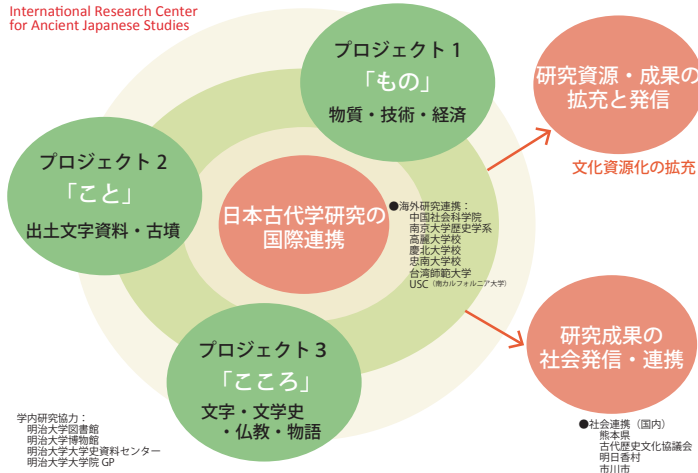 International Research Center
for Ancient Japanese Studies
プロジェクト 1
「もの」
物質・技術・経済
研究資源・成果の
拡充と発信
文化資源化の拡充
プロジェクト 2
「こと」
出土文字資料・古墳
日本古代学研究の
国際連携
●海外研究連携：
中国社会科学院
南京大学歴史学系
高麗大学校
慶北大学校
忠南大学校
台湾師範大学
USC（南カルフォルニア大学）
プロジェクト 3
「こころ」
文字・文学史
・仏教・物語
研究成果の
社会発信・連携
学内研究協力：
明治大学図書館
明治大学博物館
明治大学大学史資料センター
明治大学大学院 GP
●社会連携（国内）
熊本県
古代歴史文化協議会
明日香村
市川市